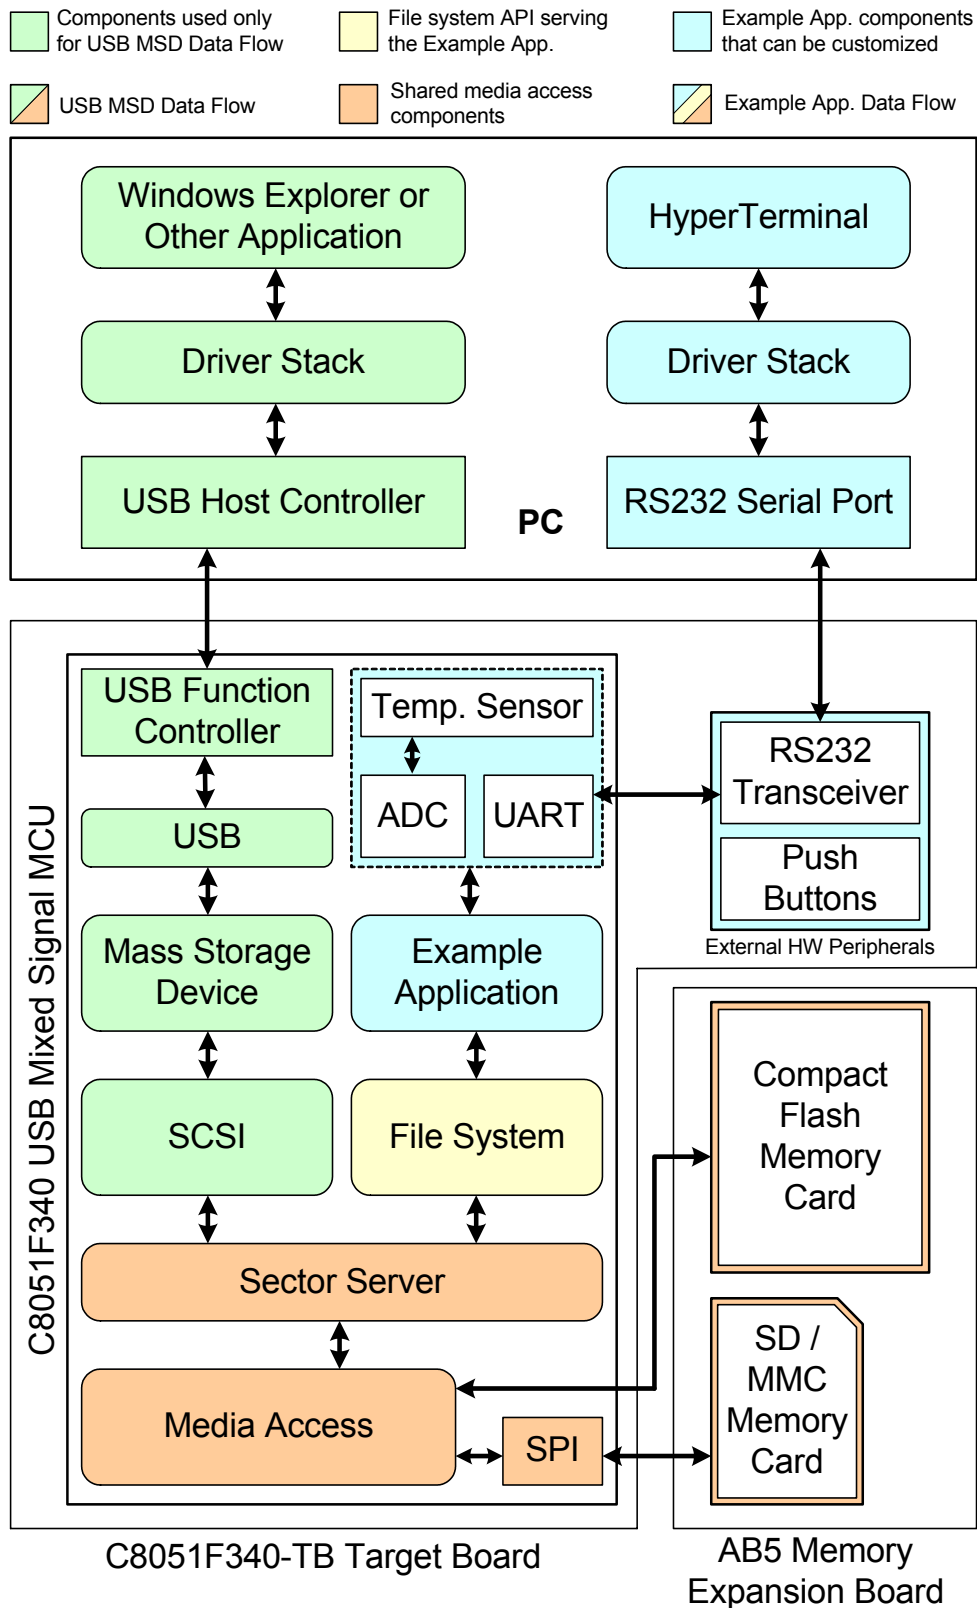 Components used only
for USB MSD Data Flow
File system API serving
the Example App.
Example App. components
that can be customized
USB MSD Data Flow
Shared media access
components
Example App. Data Flow
Windows Explorer or
Other Application
HyperTerminal
Driver Stack
Driver Stack
USB Host Controller
PC
RS232 Serial Port
C8051F340 USB Mixed Signal MCU
USB Function
Controller
Temp. Sensor
ADC
UART
RS232
Transceiver
Push
Buttons
External HW Peripherals
USB
Mass Storage
Device
Example
Application
SCSI
File System
Compact
Flash
Memory
Card
Sector Server
Media Access
SPI
SD /
MMC
Memory
Card
C8051F340-TB Target Board
AB5 Memory
Expansion Board